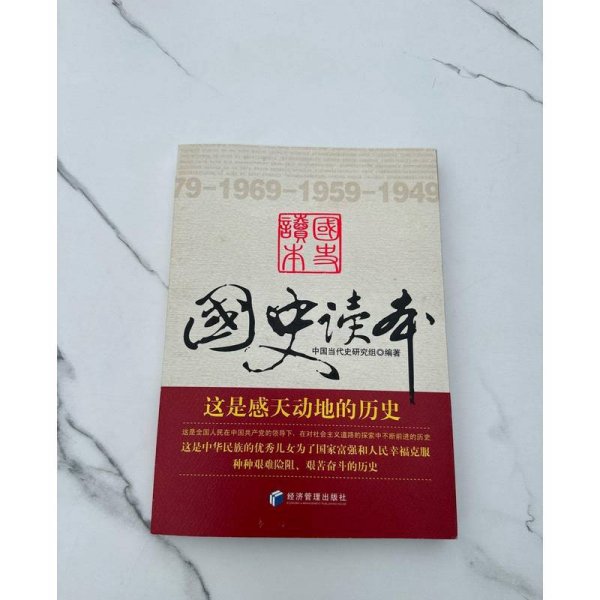 79-1969-1959-1949
國史
讀本
國史读本
中国当代史研究组◎编著
这是感天动地的历史
这是全国人民在中国共产党的领导下，在对社会主义道路的探索中不断前进的历史
这是中华民族的优秀儿女为了国家富强和人民幸福克服
种种艰难险阻、艰苦奋斗的历史
经济管理出版社